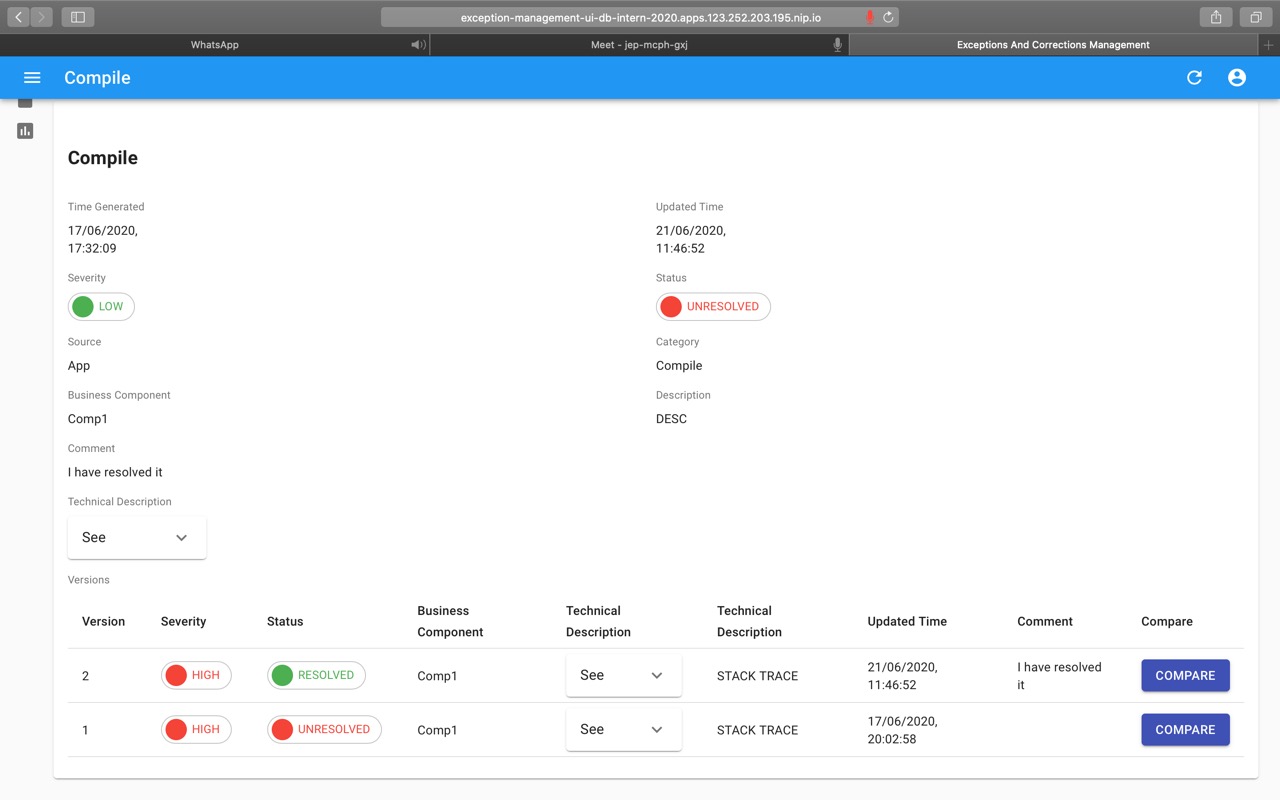 exception-management-ui-db-intern-2020.apps.123.252.203.195.nip.io
WhatsApp
Meet - jep-mcph-gxj
Exceptions And Corrections Management
Compile
Compile
Time Generated
Updated Time
17/06/2020,
17:32:09
21/06/2020,
11:46:52
Severity
Status
LOW
UNRESOLVED
Source
Category
App
Compile
Business Component
Description
Comp1
DESC
Comment
I have resolved it
Technical Description
See
Versions
Version
Severity
Status
Business
Component
Technical
Description
Technical
Description
Updated Time
Comment
Compare
2
HIGH
RESOLVED
Comp1
See
STACK TRACE
21/06/2020,
11:46:52
I have resolved
it
COMPARE
1
HIGH
UNRESOLVED
Comp1
See
STACK TRACE
17/06/2020,
20:02:58
COMPARE